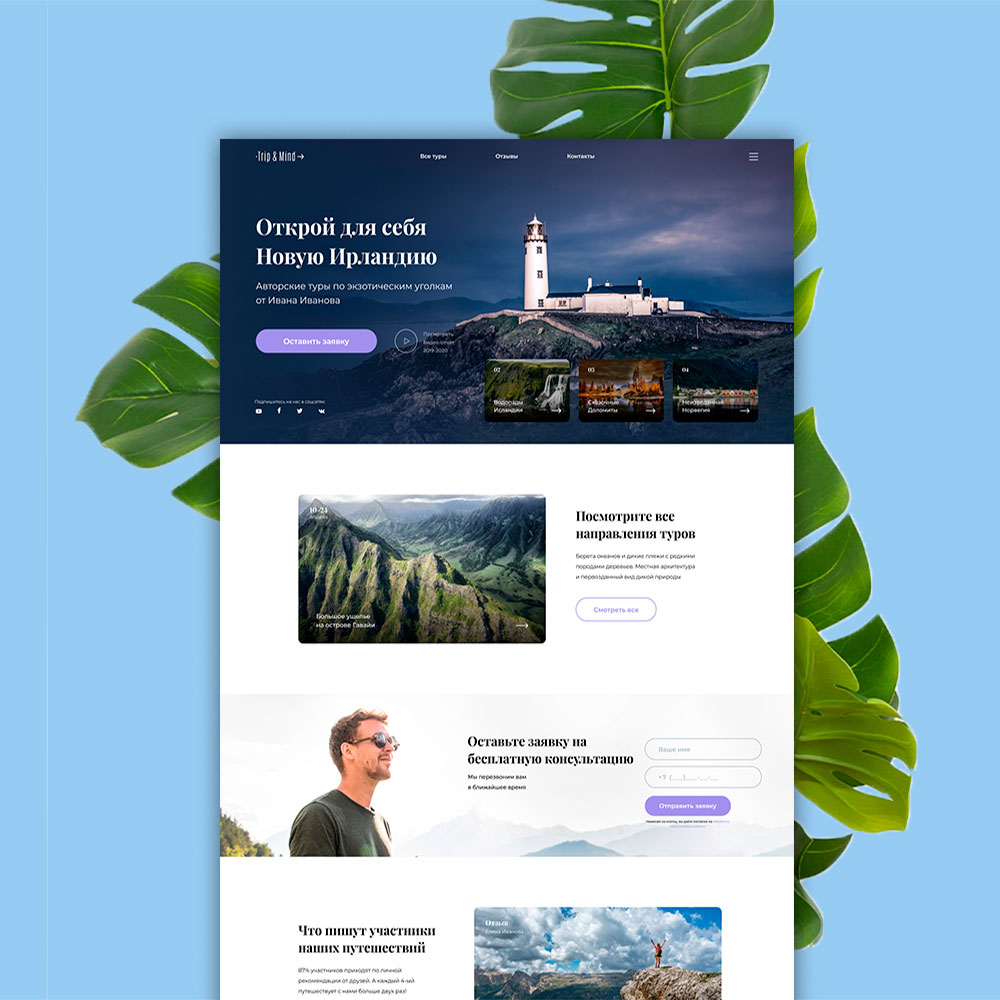 ·Trip & Mind→
Все туры
Отзывы
Контакты
Открой для себя
Новую Ирландию
Авторские туры по экзотическим уголкам
от Ивана Иванова
Оставить заявку
Посмотреть
видео-отчет
2019-2020
Подпишитесь на нас в соцсетях:
02
Водопады
Исландии
03
Сказочные
Доломиты
04
Неизведанная
Норвегия
10-24
апреля
Большое ущелье
на острове Гавайи
Посмотрите все
направления туров
Берега океанов и дикие пляжи с редкими
породами деревьев. Местная архитектура
и первозданный вид дикой природы
Смотреть все
Оставьте заявку на
бесплатную консультацию
Мы перезвоним вам
в ближайшее время
Ваше имя
+7 (___)___-__-__
Отправить заявку
Нажимая на кнопку, вы даёте согласие на обработку
персональных данных
Что пишут участники
наших путешествий
87% участников приходят по личной
рекомендации от друзей. А каждый 4-ый
путешествует с нами больше двух раз!
Отзыв
Елена Иванова